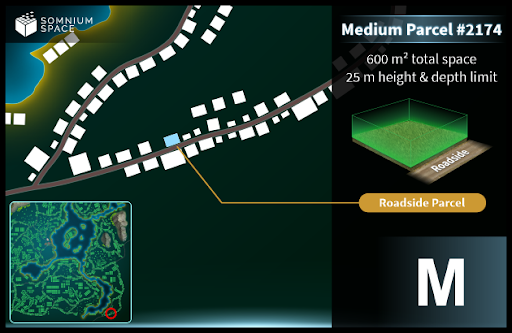 SOMNIUM
SPACE
Medium Parcel #2174
600 m² total space
25 m height & depth limit
Roadside
Roadside Parcel
M